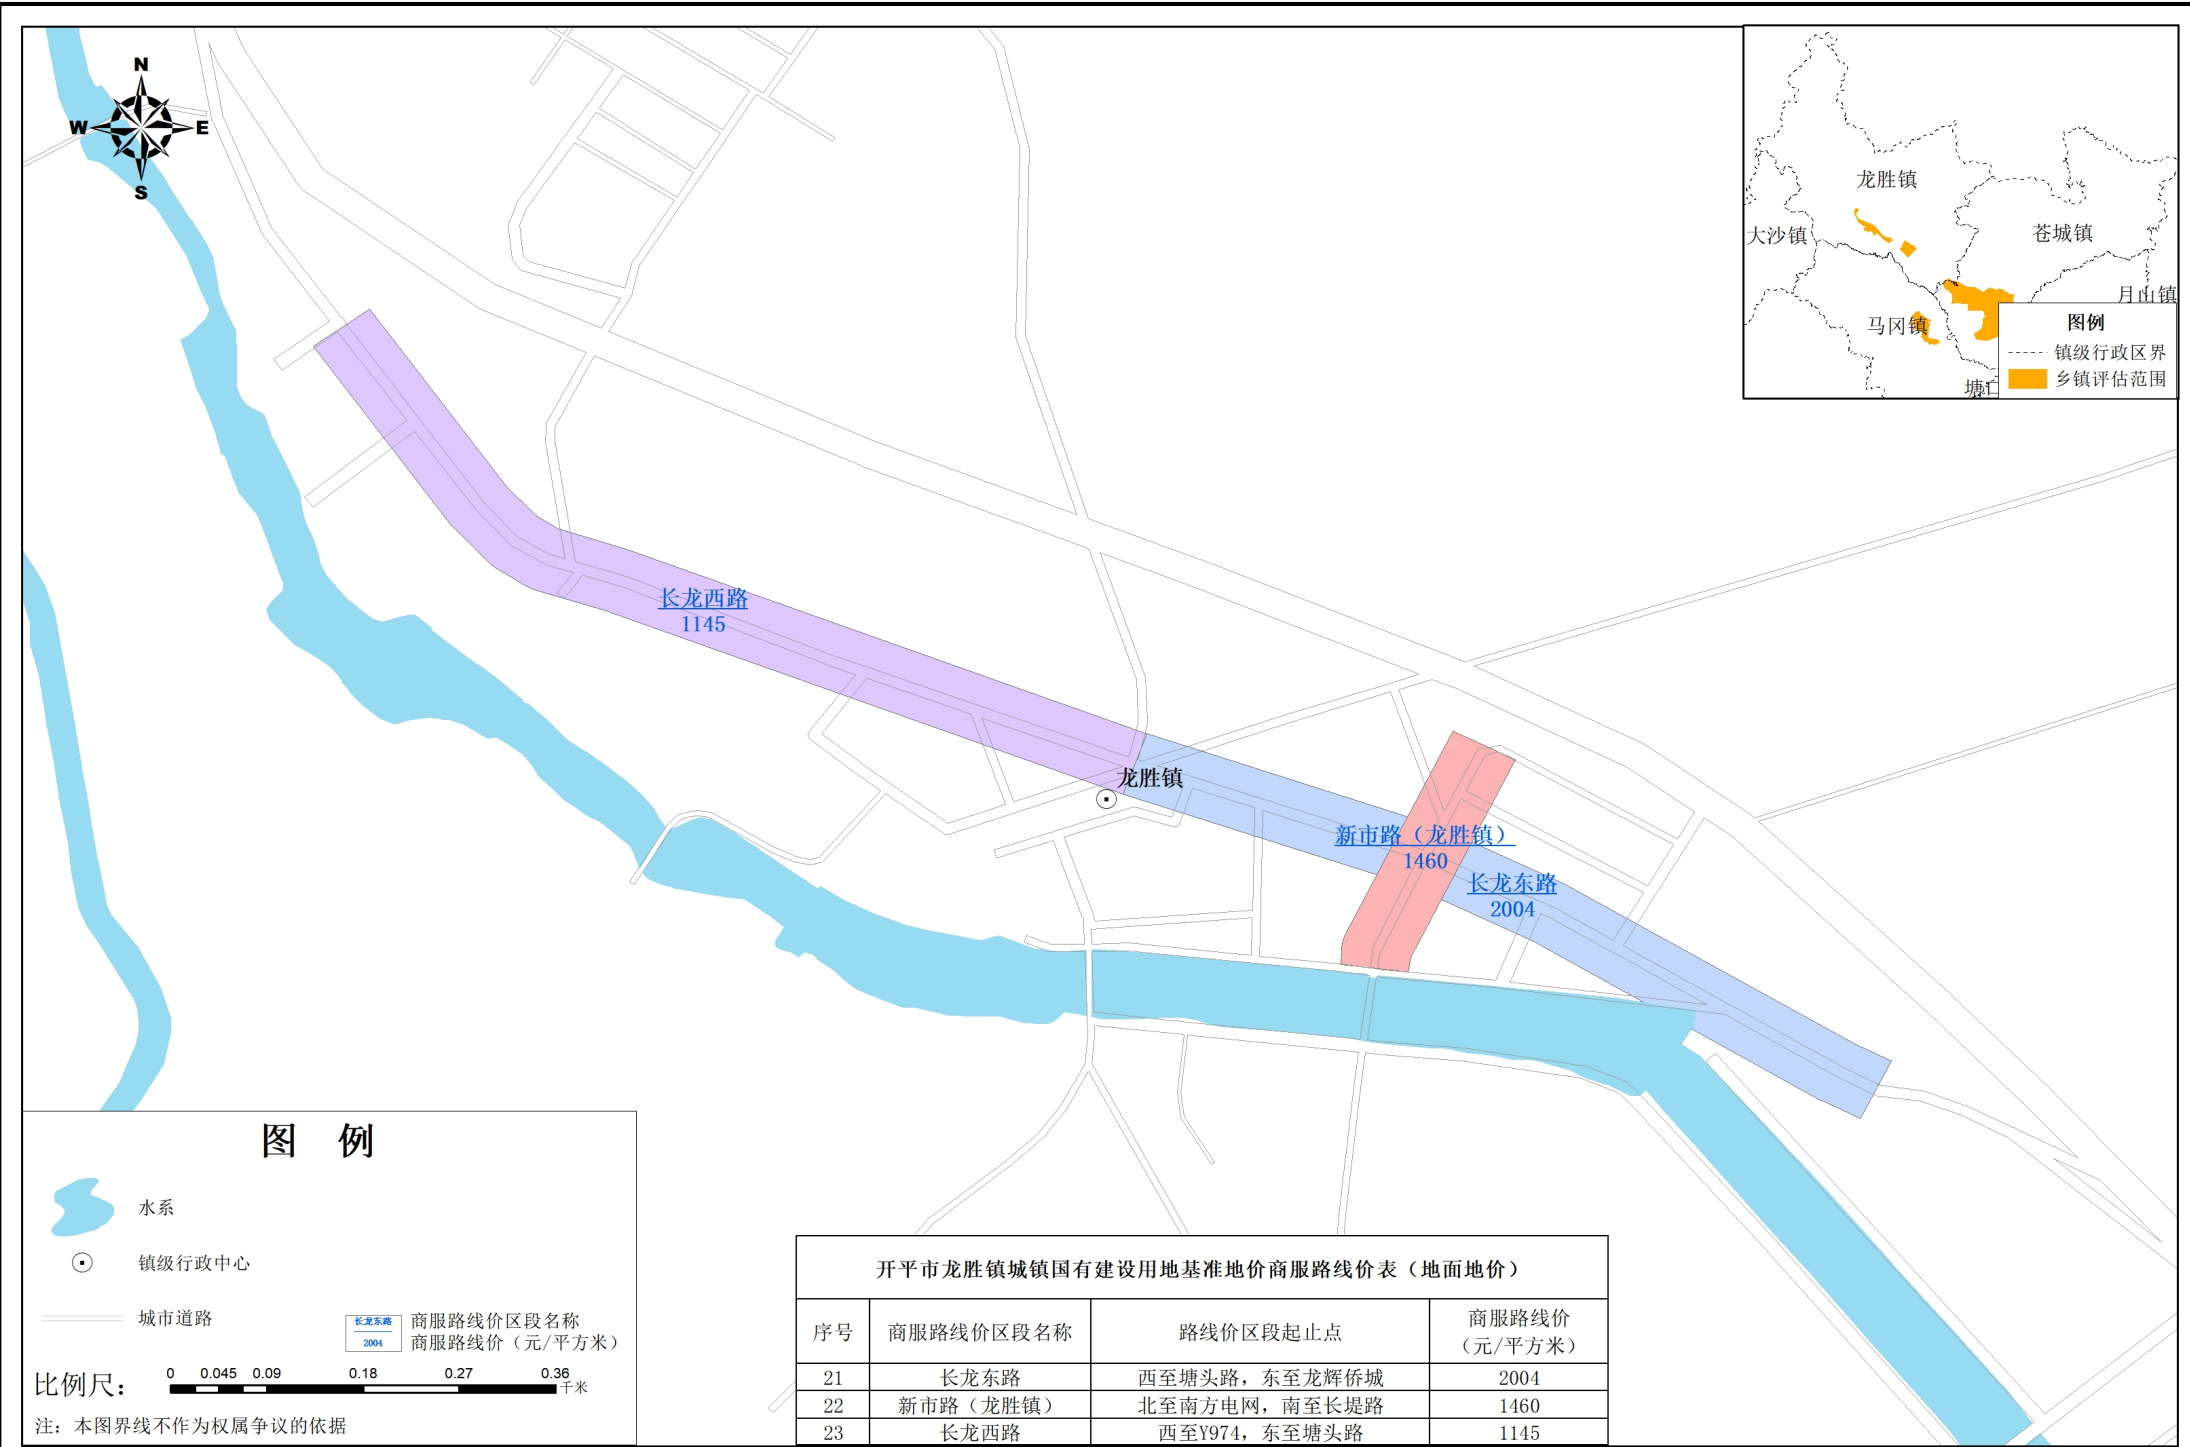 N
W
E
S
龙胜镇
大沙镇
苍城镇
月山镇
马冈镇
图例
镇级行政区界
乡镇评估范围
长龙西路
1145
龙胜镇
新市路（龙胜镇）
1460
长龙东路
2004
图 例
水系
镇级行政中心
城市道路
长龙东路
2004
商服路线价区段名称
商服路线价（元/平方米）
比例尺：
0 0.045 0.09 0.18 0.27 0.36
千米
注：本图界线不作为权属争议的依据
开平市龙胜镇城镇国有建设用地基准地价商服路线价表（地面地价）
序号 商服路线价区段名称 路线价区段起止点 商服路线价（元/平方米）
21 长龙东路 西至塘头路，东至龙辉侨城 2004
22 新市路（龙胜镇） 北至南方电网，南至长堤路 1460
23 长龙西路 西至Y974，东至塘头路 1145